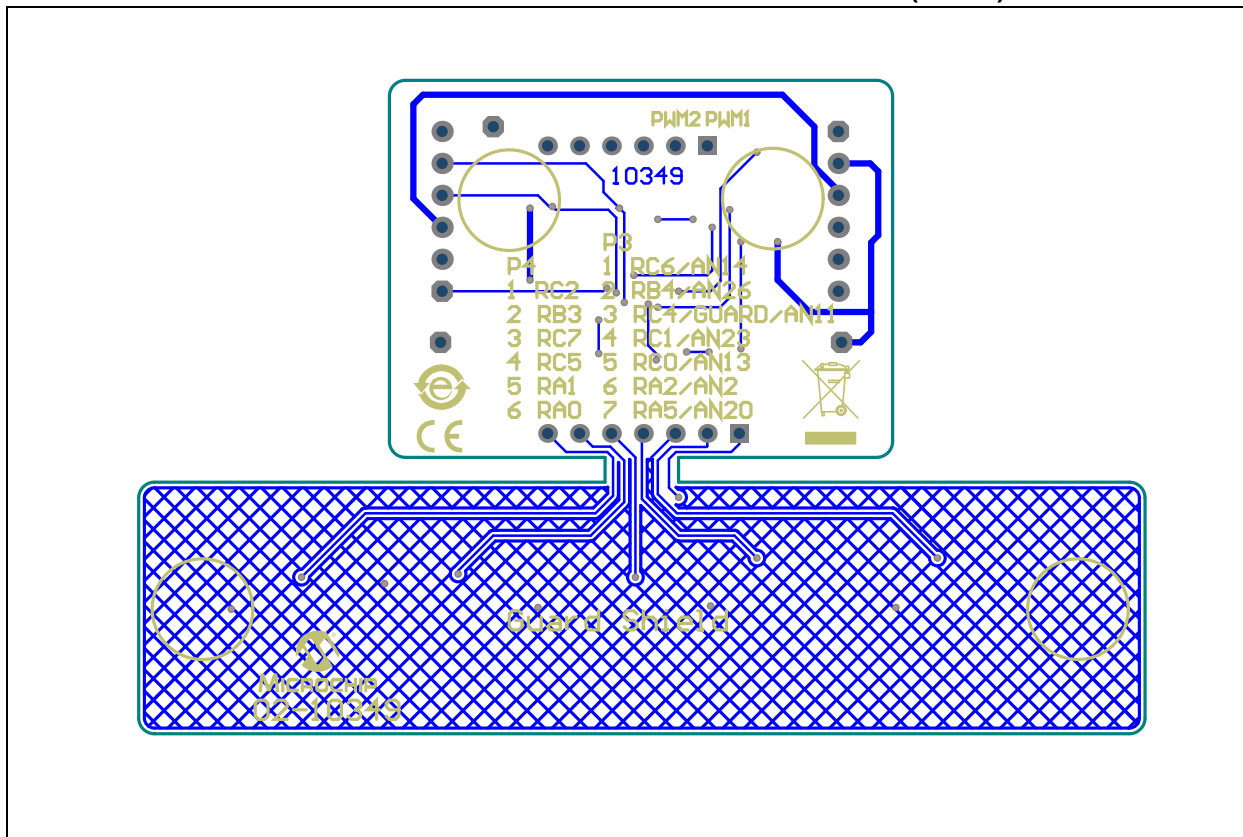 PWM2 PWM1
10349
P3
P4 1 RC6/AN14
1 RC2 2 RB4/AN26
2 RB3 3 RC4/GUARD/AN11
3 RC7 4 RC1/AN23
4 RC5 5 RC0/AN13
5 RA1 6 RA2/AN2
6 RA0 7 RA5/AN20
e
CE
Guard Shield
MICROCHIP
02-10349